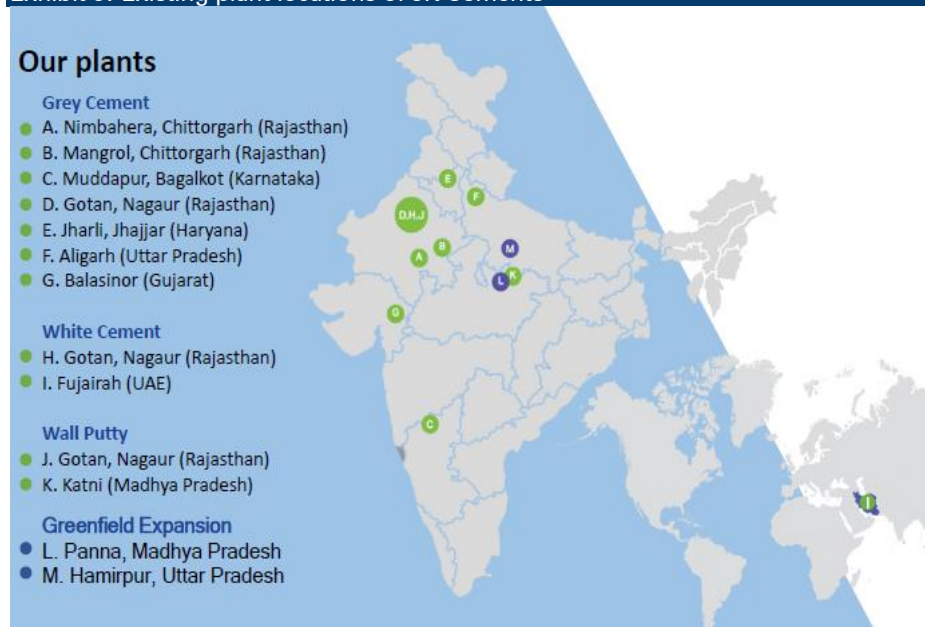 Our plants
Grey Cement
A. Nimbahera, Chittorgarh (Rajasthan)
B. Mangrol, Chittorgarh (Rajasthan)
C. Muddapur, Bagalkot (Karnataka)
D. Gotan, Nagaur (Rajasthan)
E. Jharli, Jhajjar (Haryana)
F. Aligarh (Uttar Pradesh)
G. Balasinor (Gujarat)
White Cement
H. Gotan, Nagaur (Rajasthan)
I. Fujairah (UAE)
Wall Putty
J. Gotan, Nagaur (Rajasthan)
K. Katni (Madhya Pradesh)
Greenfield Expansion
L. Panna, Madhya Pradesh
M. Hamirpur, Uttar Pradesh
E
F
D,H,J
A
B
M
L
K
G
C
I